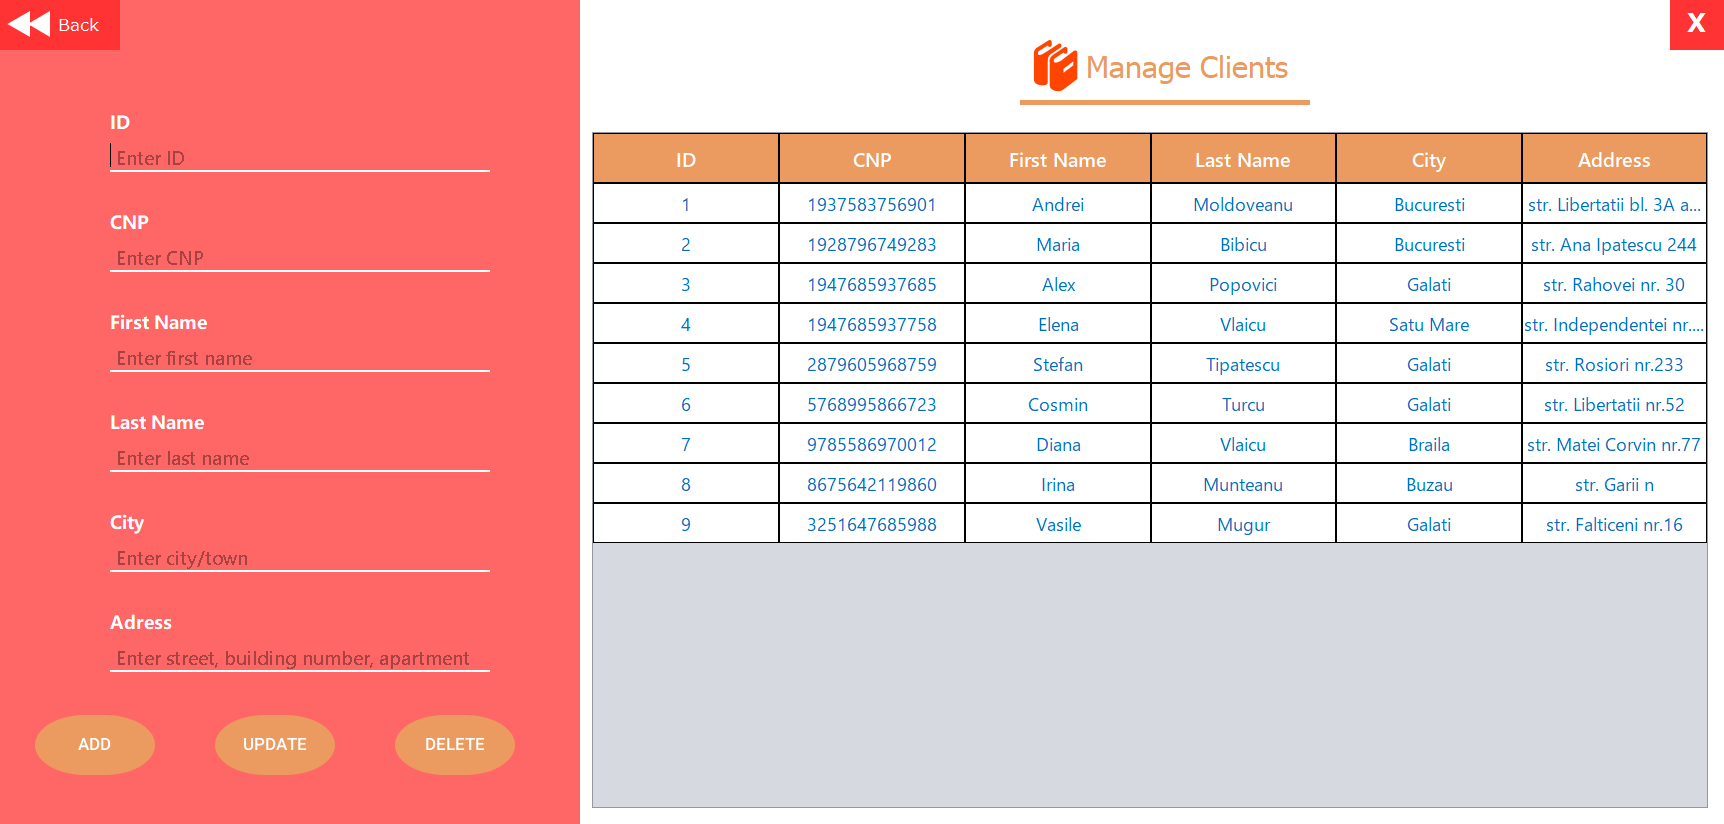 Back
X
Manage Clients
ID
Enter ID
CNP
Enter CNP
First Name
Enter first name
Last Name
Enter last name
City
Enter city/town
Adress
Enter street, building number, apartment
ADD UPDATE DELETE
ID CNP First Name Last Name City Address
1 1937583756901 Andrei Moldoveanu Bucuresti str. Libertatii bl. 3A a...
2 1928796749283 Maria Bibicu Bucuresti str. Ana Ipatescu 244
3 1947685937685 Alex Popovici Galati str. Rahovei nr. 30
4 1947685937758 Elena Vlaicu Satu Mare str. Independentei nr....
5 2879605968759 Stefan Tipatescu Galati str. Rosiori nr.233
6 5768995866723 Cosmin Turcu Galati str. Libertatii nr.52
7 9785586970012 Diana Vlaicu Braila str. Matei Corvin nr.77
8 8675642119860 Irina Munteanu Buzau str. Garii n
9 3251647685988 Vasile Mugur Galati str. Falticeni nr.16